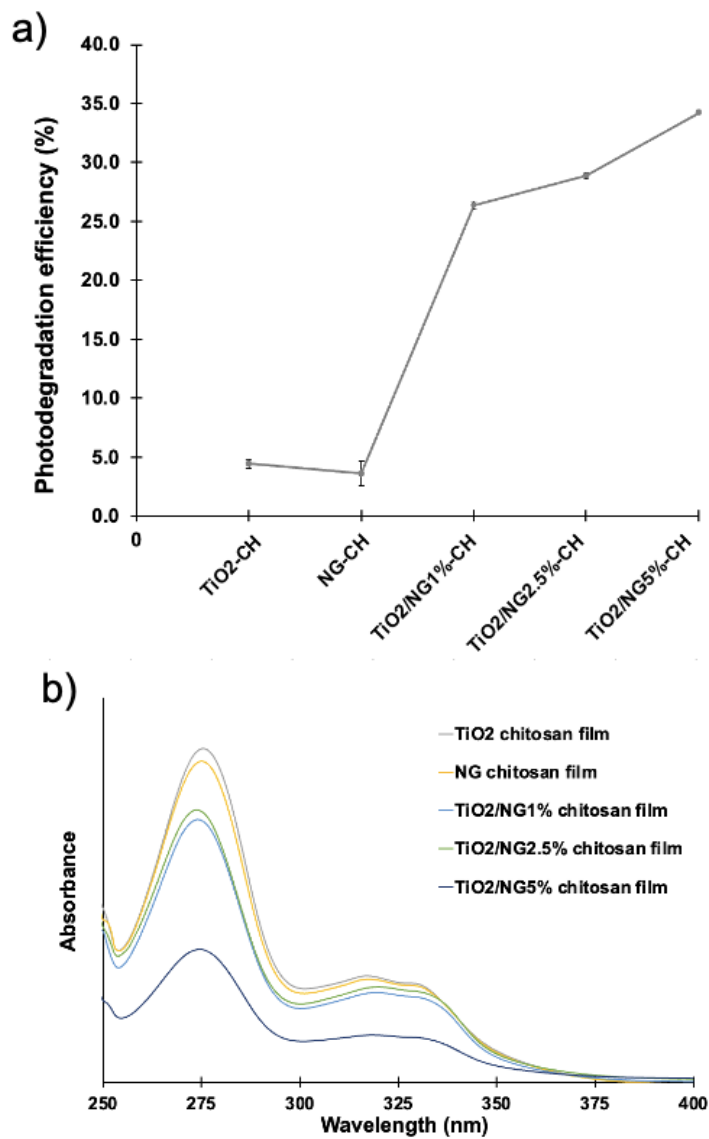 a)
Photodegradation efficiency (%)
40.0
35.0
30.0
25.0
20.0
15.0
10.0
5.0
0.0
0
TiO2-CH
NG-CH
TiO2/NG1%-CH
TiO2/NG2.5%-CH
TiO2/NG5%-CH
b)
TiO2 chitosan film
NG chitosan film
TiO2/NG1% chitosan film
TiO2/NG2.5% chitosan film
TiO2/NG5% chitosan film
Absorbance
250
275
300
325
350
375
400
Wavelength (nm)